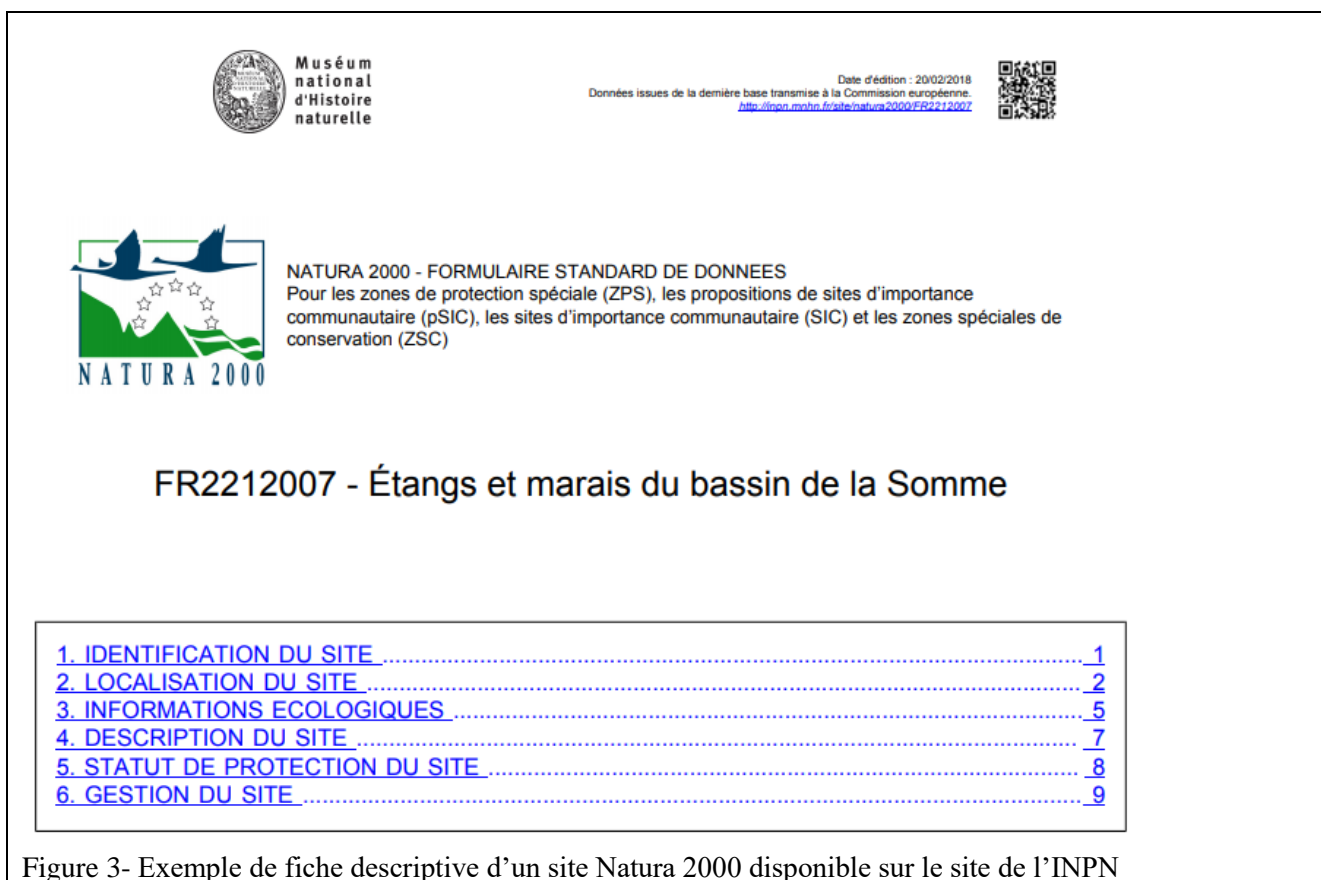 Muséum
national
d'Histoire
naturelle
Date d'édition : 20/02/2018
Données issues de la dernière base transmise à la Commission européenne.
http://inpn.mnhn.fr/site/natura2000/FR2212007
NATURA 2000
NATURA 2000 - FORMULAIRE STANDARD DE DONNEES
Pour les zones de protection spéciale (ZPS), les propositions de sites d'importance
communautaire (pSIC), les sites d'importance communautaire (SIC) et les zones spéciales de
conservation (ZSC)
FR2212007 - Étangs et marais du bassin de la Somme
1. IDENTIFICATION DU SITE ........ 1
2. LOCALISATION DU SITE ........ 2
3. INFORMATIONS ECOLOGIQUES ........ 5
4. DESCRIPTION DU SITE ........ 7
5. STATUT DE PROTECTION DU SITE ........ 8
6. GESTION DU SITE ........ 9
Figure 3- Exemple de fiche descriptive d'un site Natura 2000 disponible sur le site de l'INPN